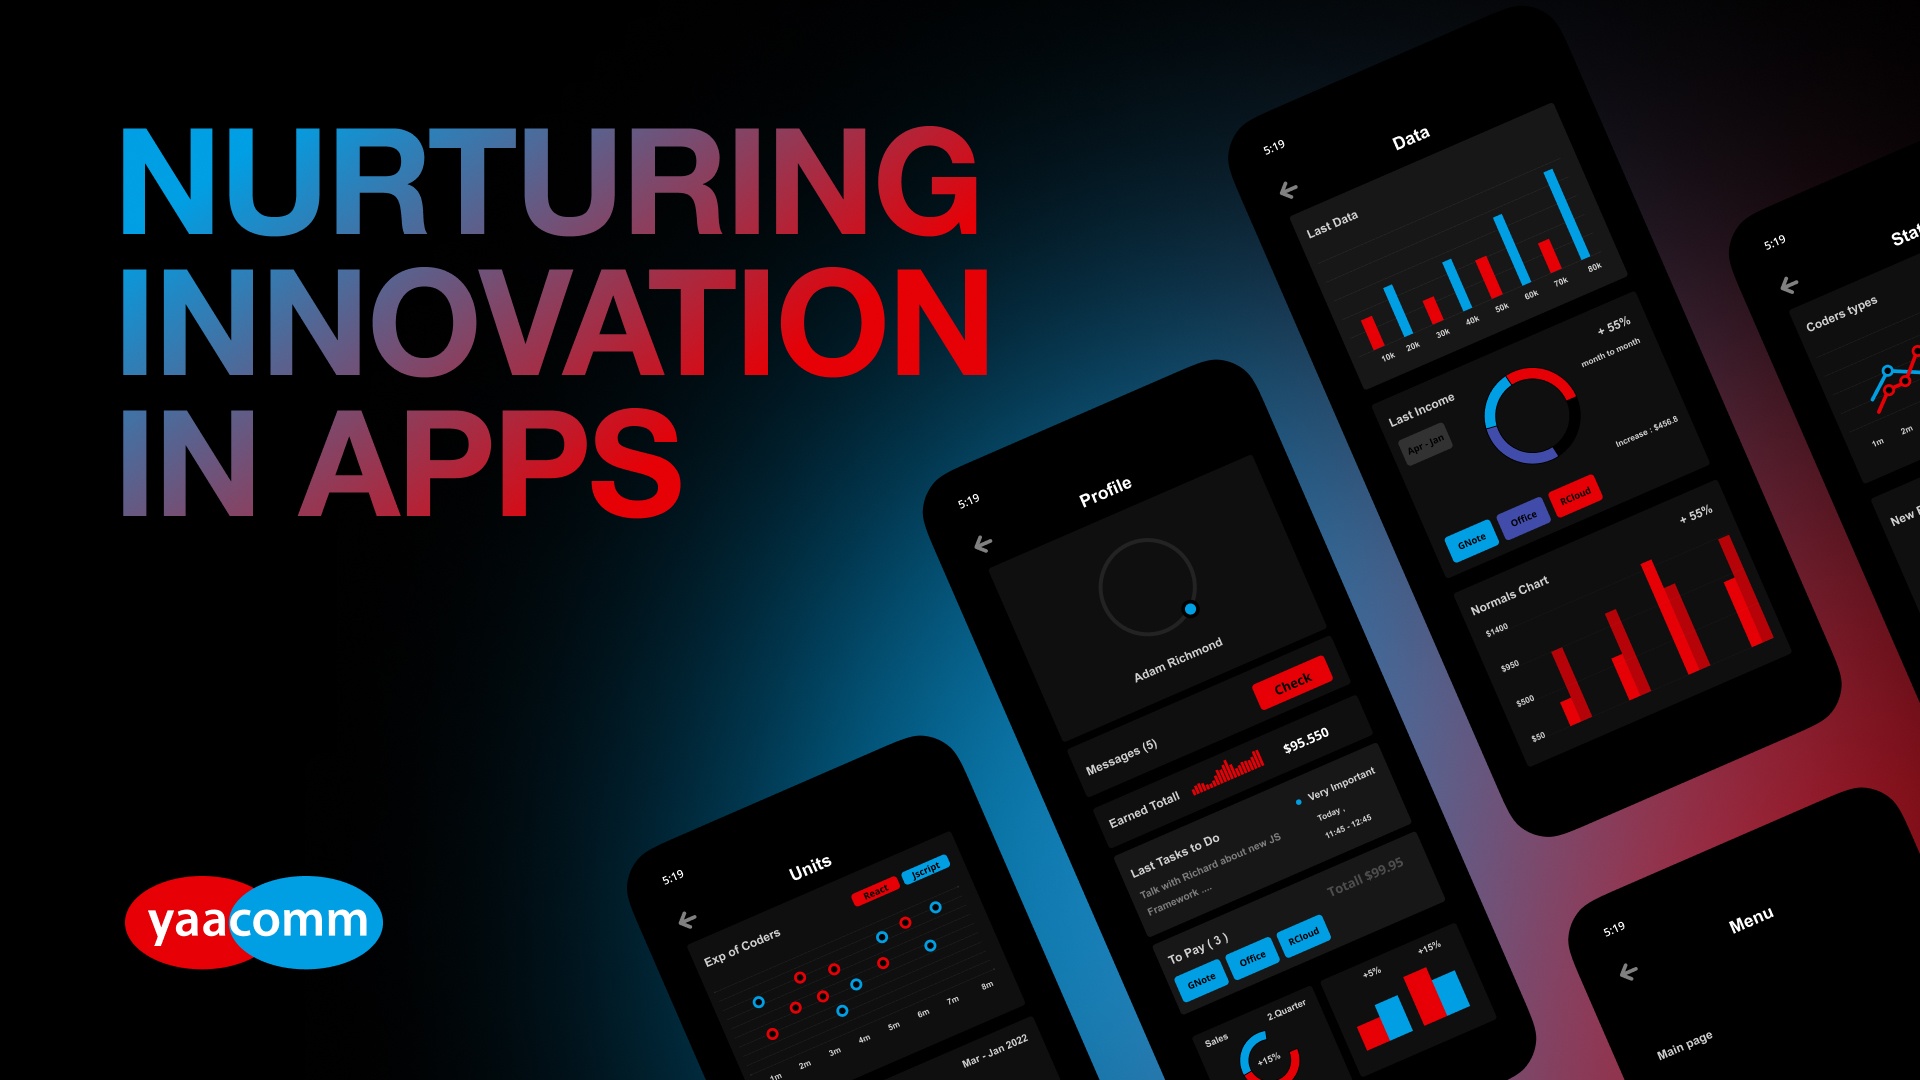 NURTURING
INNOVATION
IN APPS
yaacomm
5:19
Units
React
Jscript
Exp of Coders
1m
2m
3m
4m
5m
6m
7m
8m
Mar - Jan 2022
5:19
Profile
Adam Richmond
Check
Messages (5)
Earned Totall
$95.550
Last Tasks to Do
Very Important
Talk with Richard about new JS
Framework ....
Today ,
11:45 - 12:45
To Pay ( 3 )
Totall $99.95
GNote
Office
RCloud
Sales
2.Quarter
+15%
+5%
+15%
5:19
Data
Last Data
10k
20k
30k
40k
50k
60k
70k
80k
Last Income
+ 55%
month to month
Apr - Jan
Increase : $456.8
GNote
Office
RCloud
Normals Chart
+ 55%
$1400
$950
$500
$50
5:19
Coders types
1m
2m
New
5:19
Menu
Main page